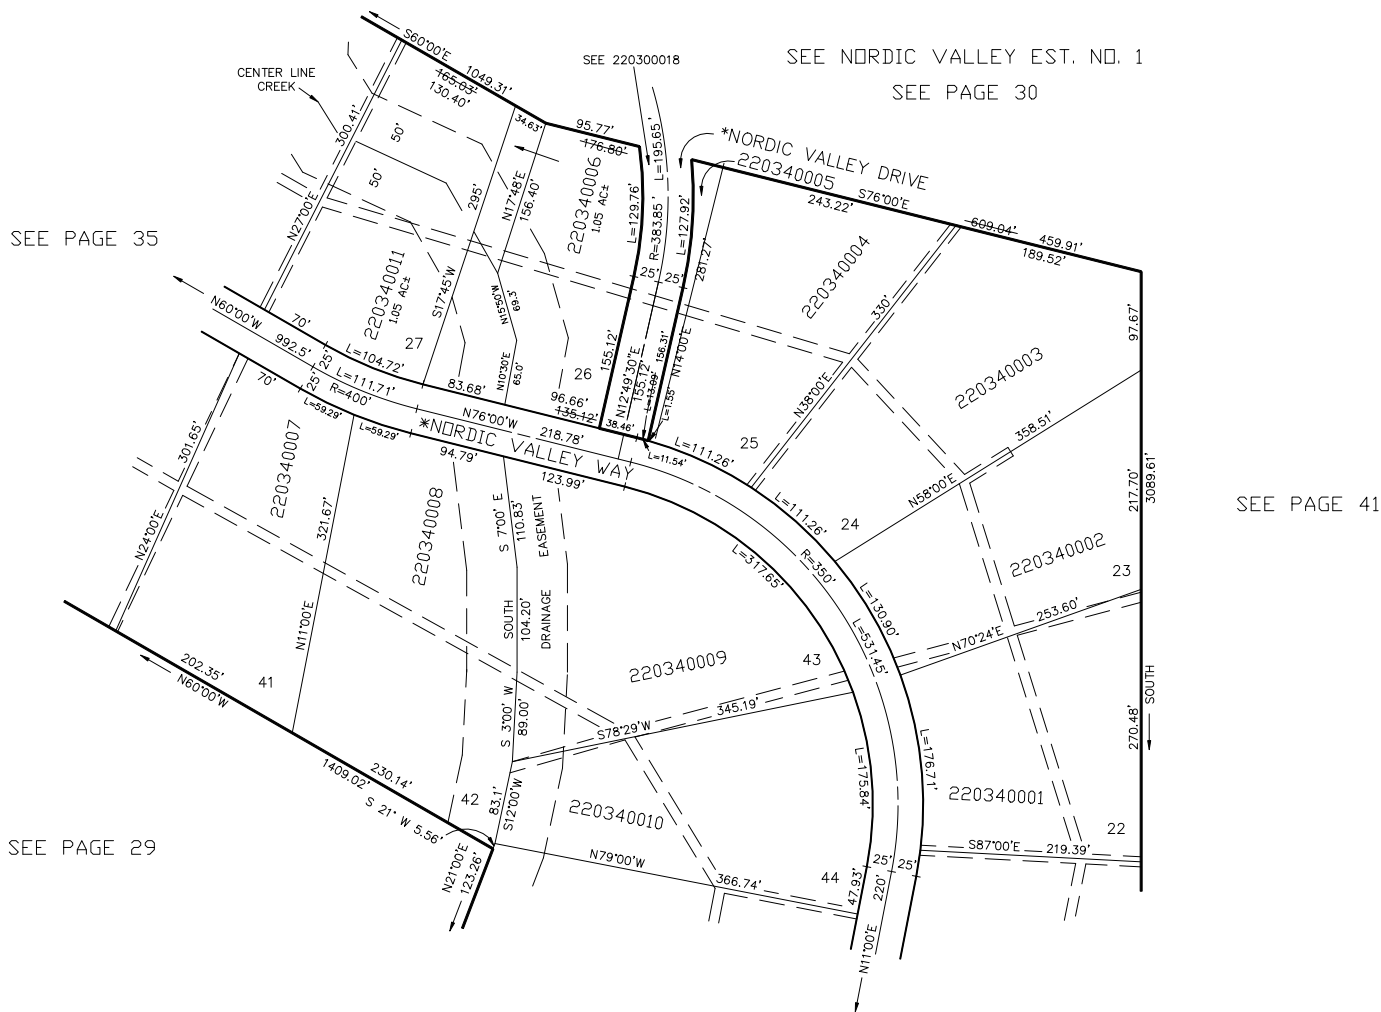 SEE NORDIC VALLEY EST. NO. 1
SEE PAGE 30
SEE 220300018
S60°00'E
1049.31'
165.03'
130.40'
CENTER LINE
CREEK
300.41'
50'
50'
N27°00'E
34.63'
95.77'
176.80'
295'
N17°48'E
156.40'
220340006
1.05 AC±
L=129.76'
L=195.65'
R=383.85'
L=127.92'
*NORDIC VALLEY DRIVE
220340005
S76°00'E
243.22'
609.04'
459.91'
189.52'
SEE PAGE 35
220340011
1.05 AC±
S17°45'W
N15°50'W
69.3'
25'
25'
281.27'
220340004
330'
97.67'
N60°00'W
992.5'
70'
25'
25'
L=104.72'
27
L=111.71'
R=400'
83.68'
N10°30'E
65.0'
26
155.12'
N12°49'30"E
155.12'
156.31'
L=13.09'
N14°00'E
L=1.55'
N38°00'E
220340003
358.51'
70'
L=59.29'
L=59.29'
96.66'
135.12'
38.46'
N76°00'W
218.78'
*NORDIC VALLEY WAY
L=11.54'
L=111.26'
25
N58°00'E
217.70'
3089.61'
SEE PAGE 41
301.65'
220340007
94.79'
123.99'
L=111.26'
24
N24°00'E
321.67'
220340008
S 7°00' E
110.83'
EASEMENT
L=317.65'
R=350'
220340002
23
N11°00'E
SOUTH
104.20'
DRAINAGE
L=130.90'
L=531.45'
N70°24'E
253.60'
202.35'
N60°00'W
41
220340009
43
345.19'
S78°29'W
S 3°00' W
89.00'
SOUTH
270.48'
L=176.71'
L=175.84'
230.14'
1409.02'
42
83.1'
S12°00'W
220340010
220340001
22
S 21° W 5.56'
SEE PAGE 29
S87°00'E
219.39'
N79°00'W
366.74'
44
25'
25'
47.93'
220'
N21°00'E
123.26'
N11°00'E